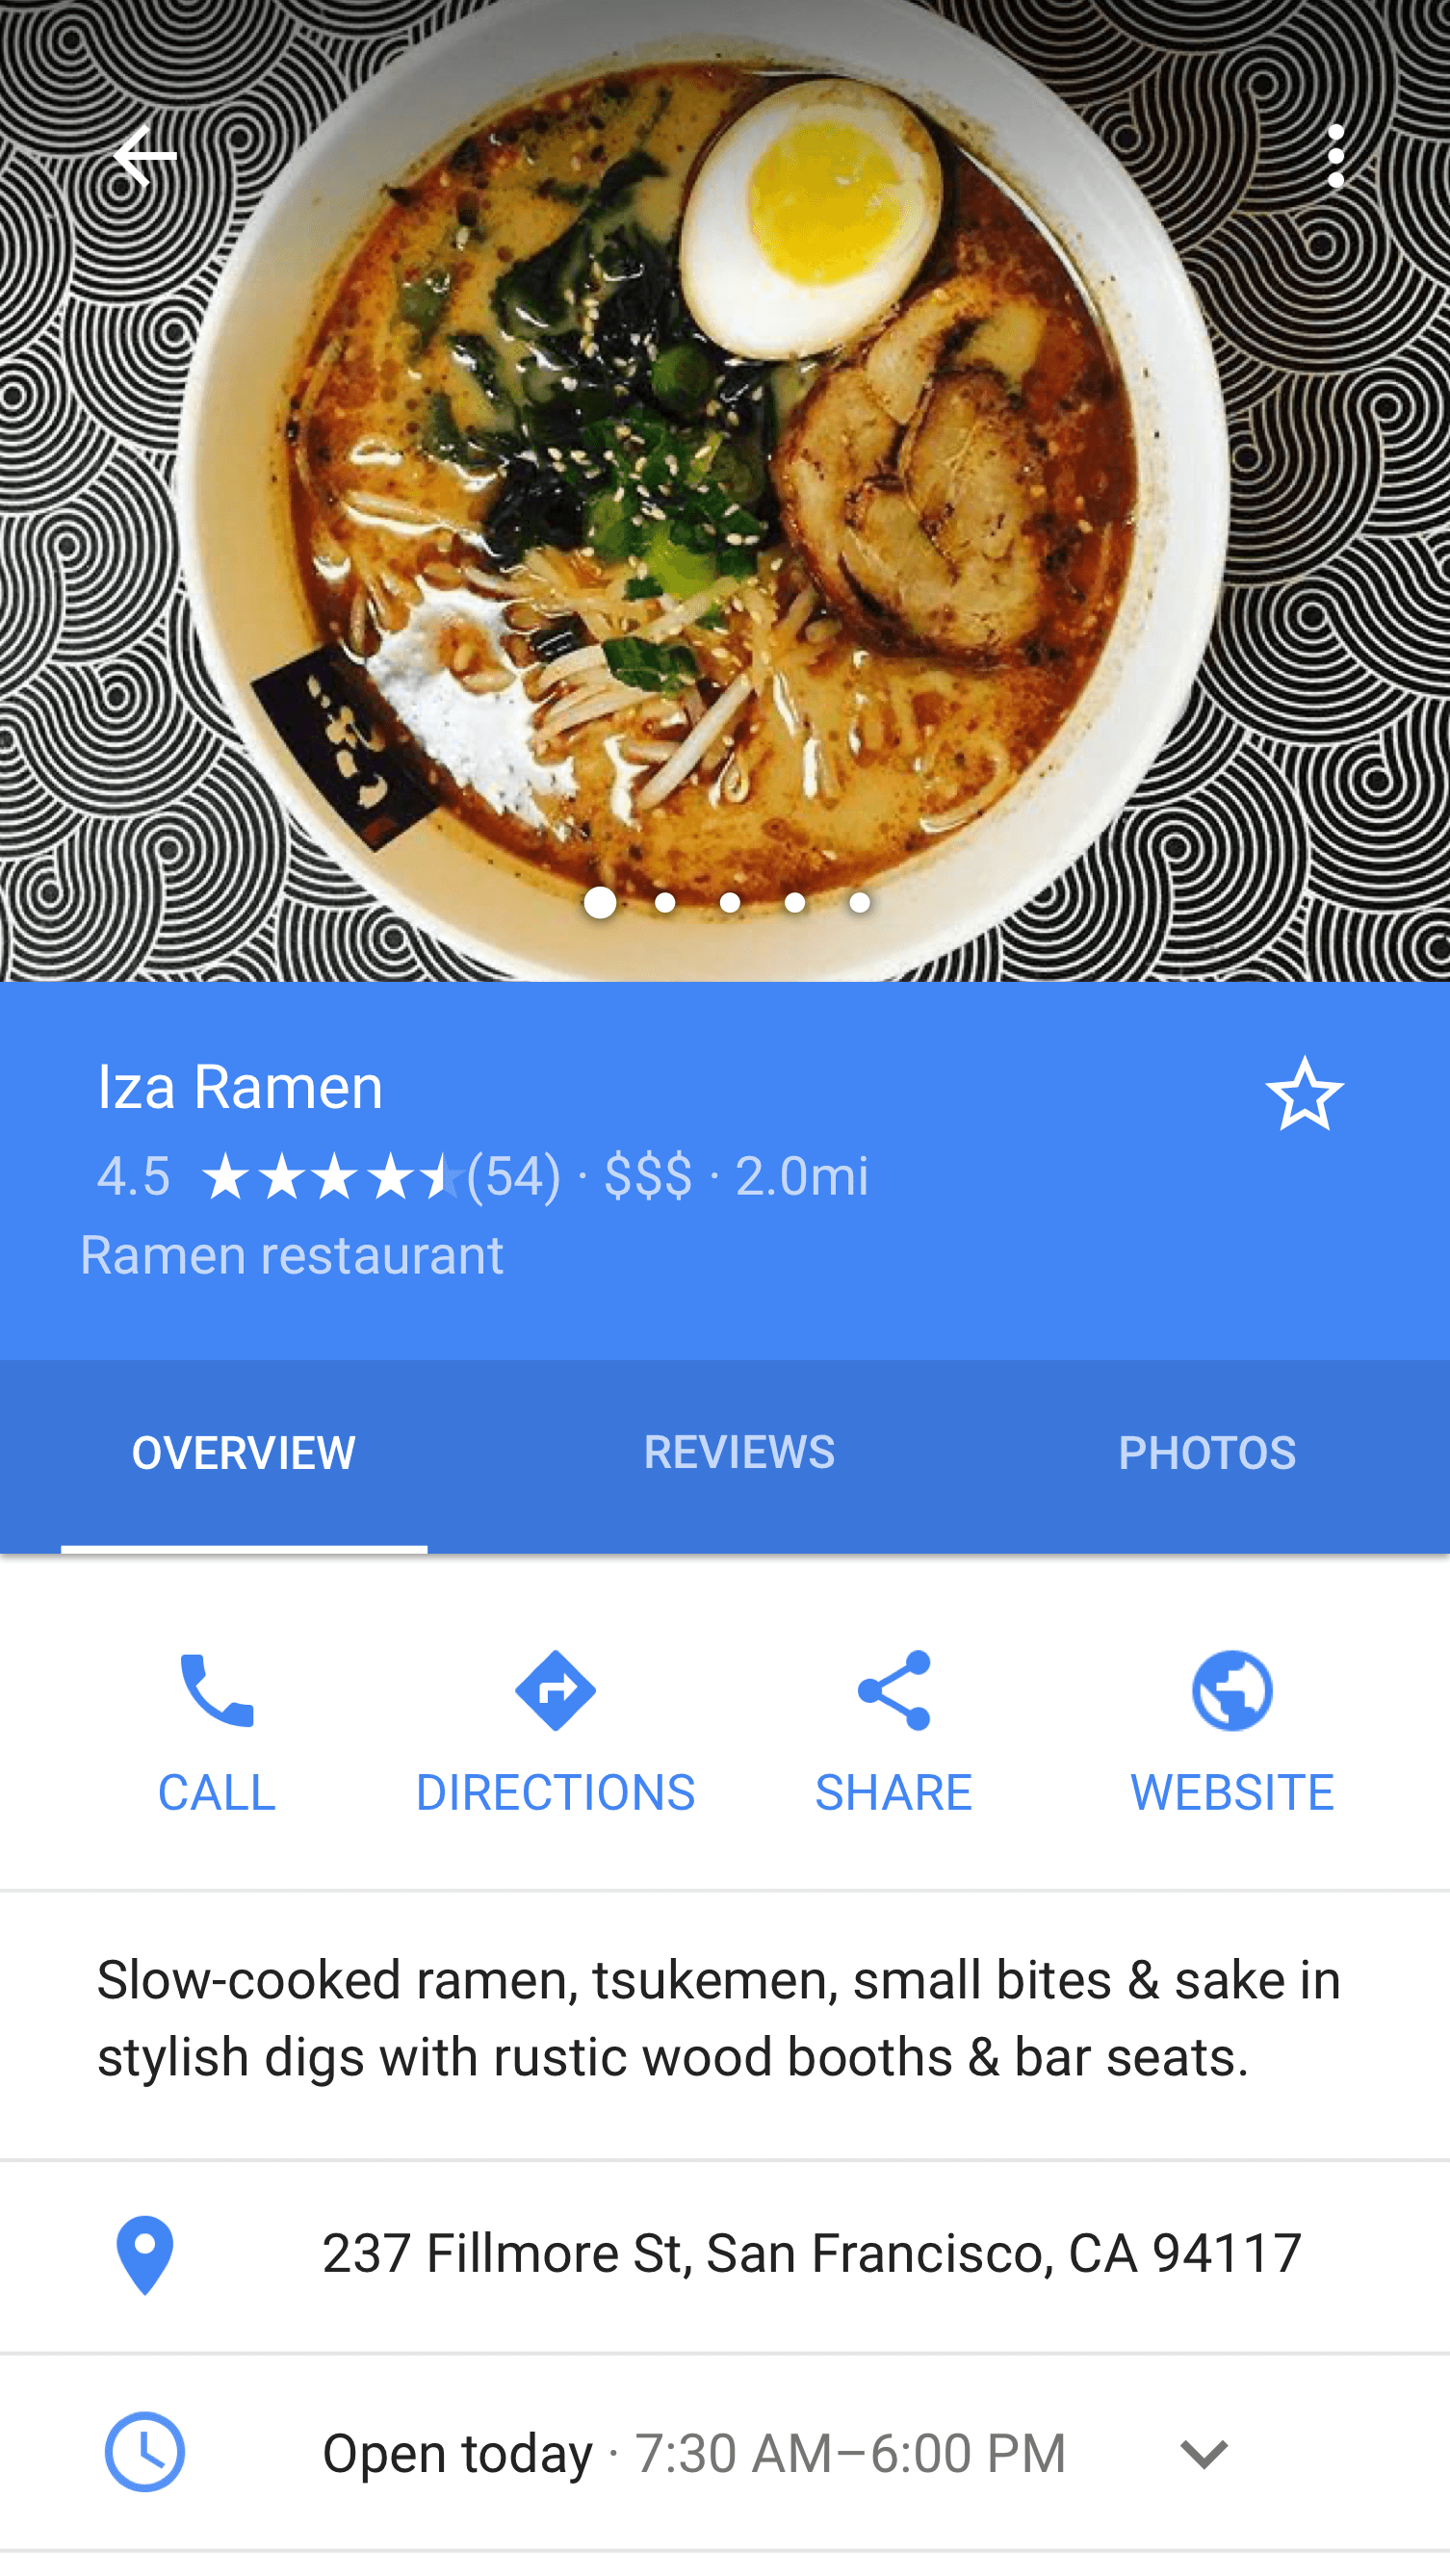 Iza Ramen
4.5 (54) · $$$ · 2.0mi
Ramen restaurant
OVERVIEW REVIEWS PHOTOS
CALL DIRECTIONS SHARE WEBSITE
Slow-cooked ramen, tsukemen, small bites & sake in
stylish digs with rustic wood booths & bar seats.
237 Fillmore St, San Francisco, CA 94117
Open today · 7:30 AM–6:00 PM